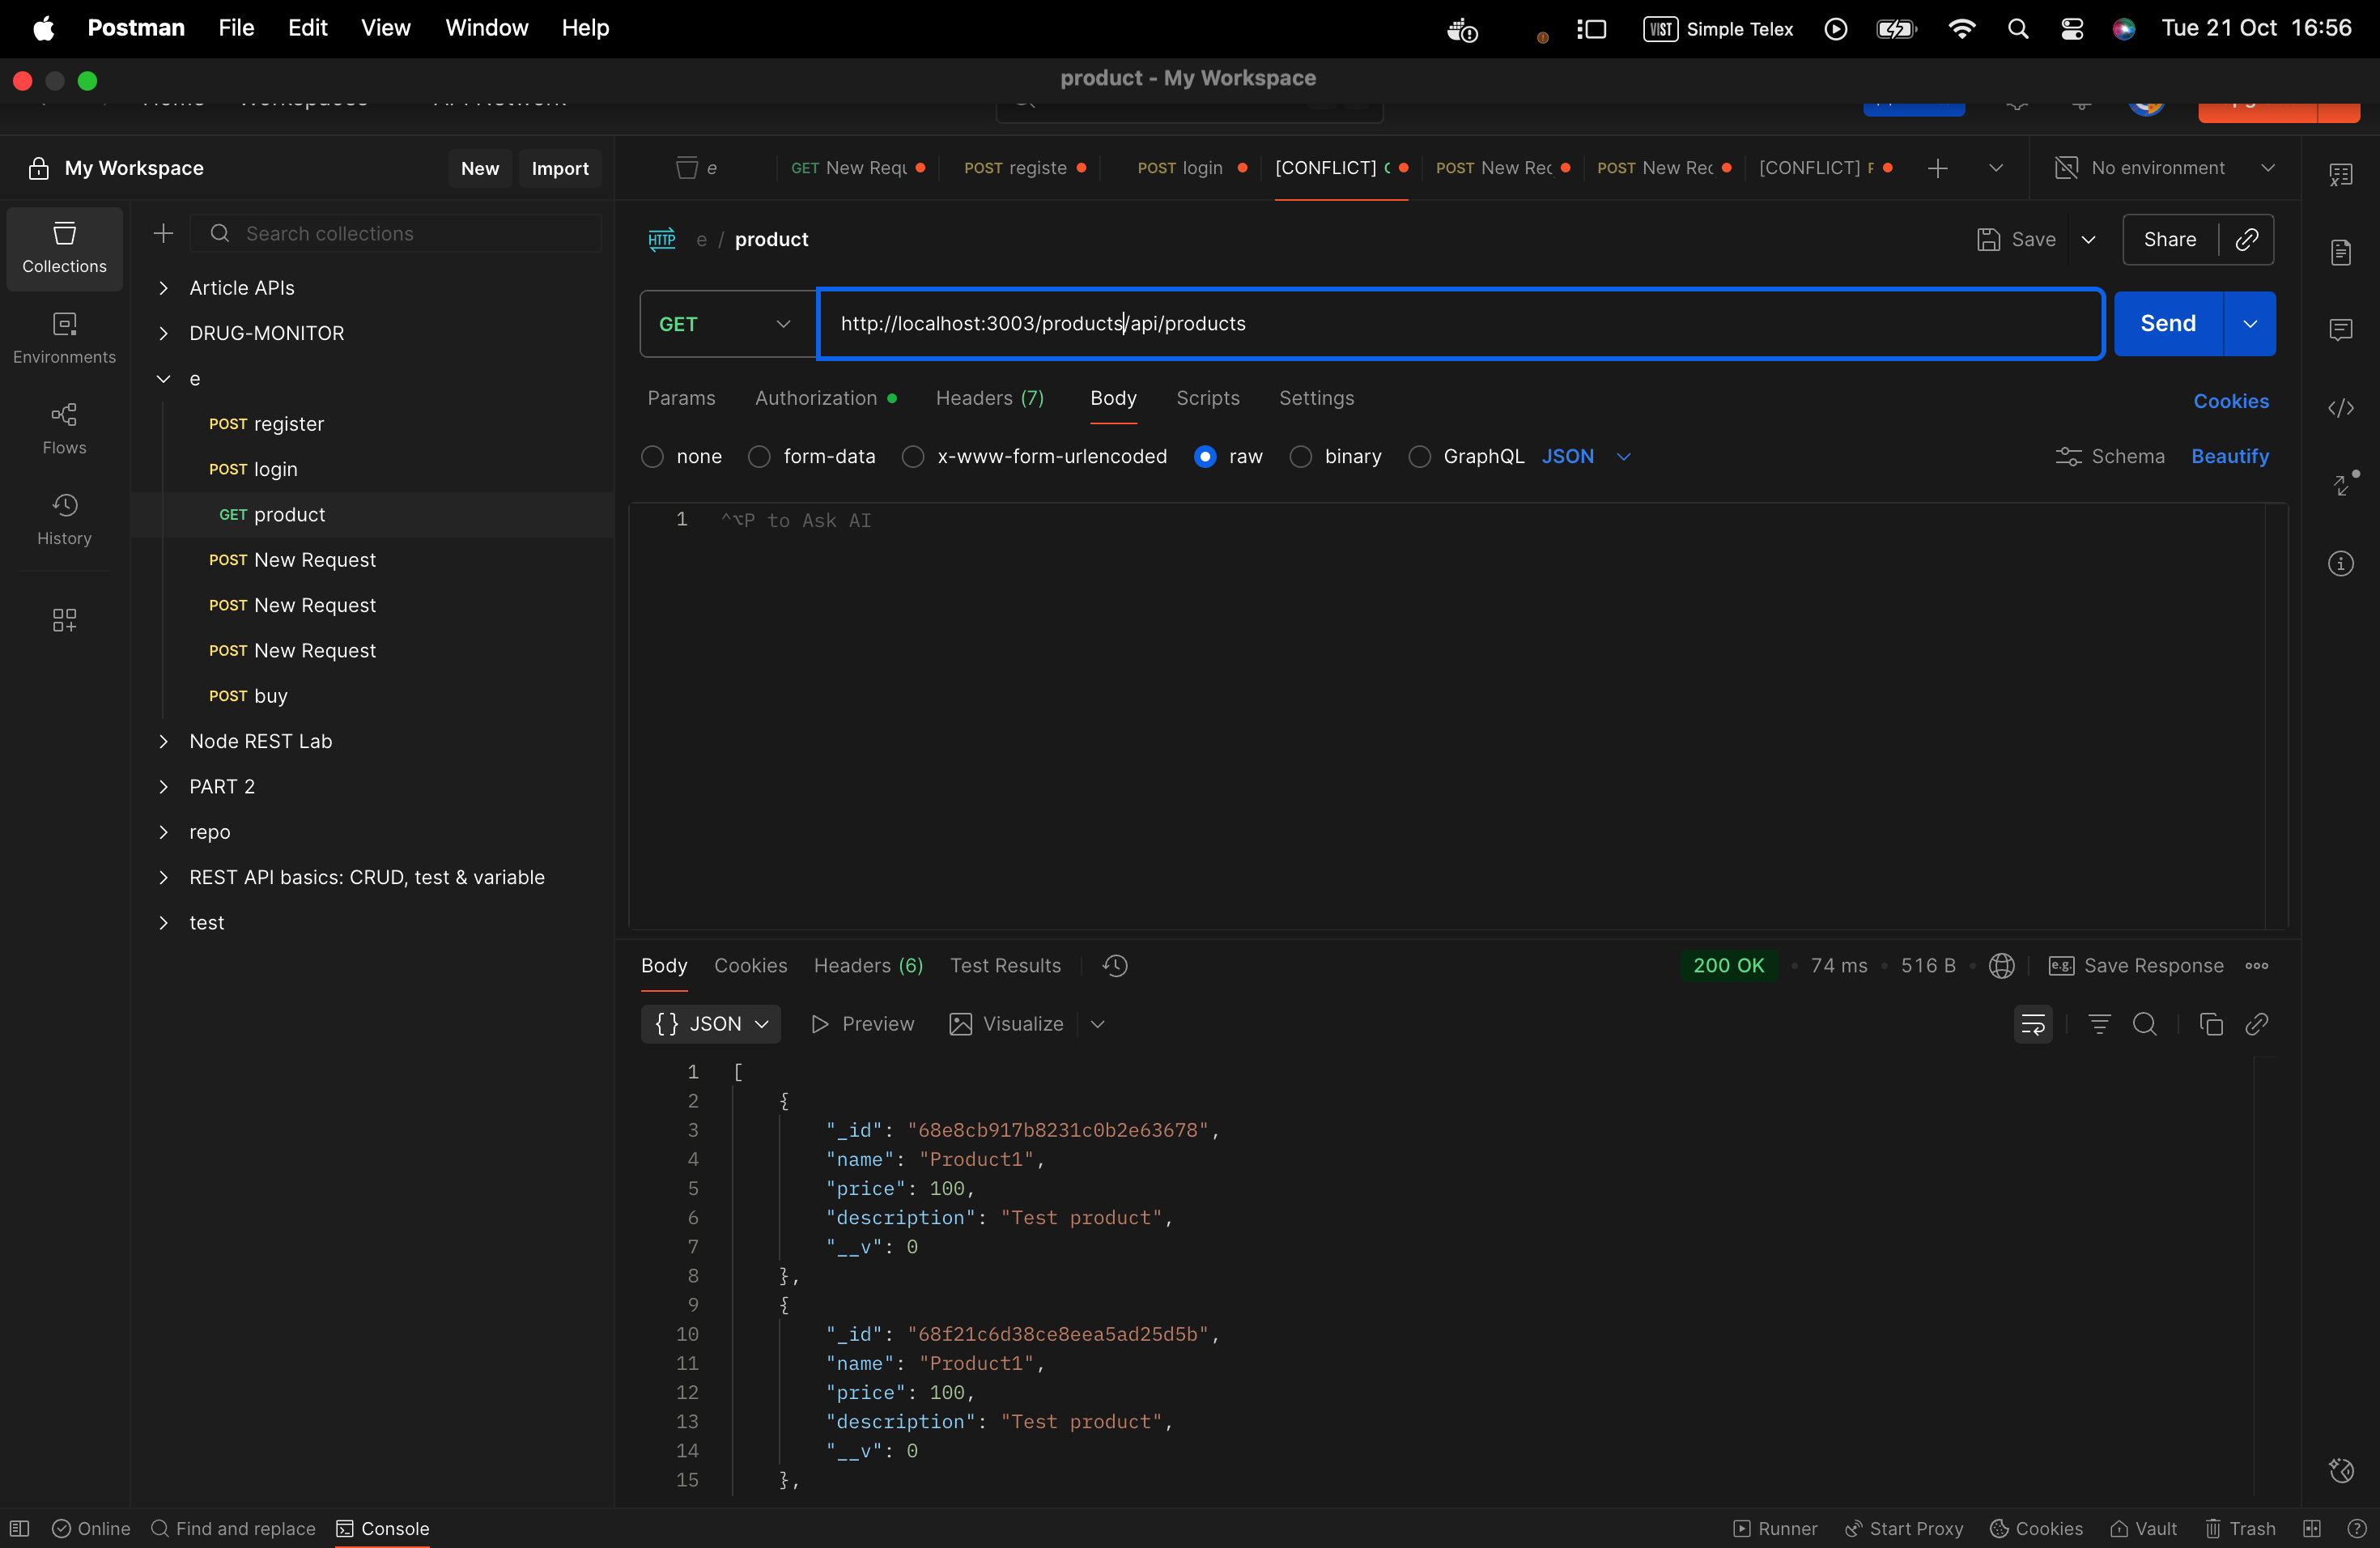 Postman File Edit View Window Help VIST Simple Telex Tue 21 Oct 16:56
product - My Workspace
My Workspace New Import
e GET New Requ POST registe POST login [CONFLICT] POST New Rec POST New Rec [CONFLICT] No environment
Collections
Environments
Flows
History
Search collections
Article APIs
DRUG-MONITOR
e
POST register
POST login
GET product
POST New Request
POST New Request
POST New Request
POST buy
Node REST Lab
PART 2
repo
REST API basics: CRUD, test & variable
test
HTTP e / product Save Share
GET http://localhost:3003/products/api/products Send
Params Authorization Headers (7) Body Scripts Settings Cookies
none form-data x-www-form-urlencoded raw binary GraphQL JSON Schema Beautify
1 ^⌥P to Ask AI
Body Cookies Headers (6) Test Results 200 OK • 74 ms • 516 B • e.g. Save Response
{} JSON Preview Visualize
1 [
2 {
3 "_id": "68e8cb917b8231c0b2e63678",
4 "name": "Product1",
5 "price": 100,
6 "description": "Test product",
7 "__v": 0
8 },
9 {
10 "_id": "68f21c6d38ce8eea5ad25d5b",
11 "name": "Product1",
12 "price": 100,
13 "description": "Test product",
14 "__v": 0
15 },
Online Find and replace Console Runner Start Proxy Cookies Vault Trash